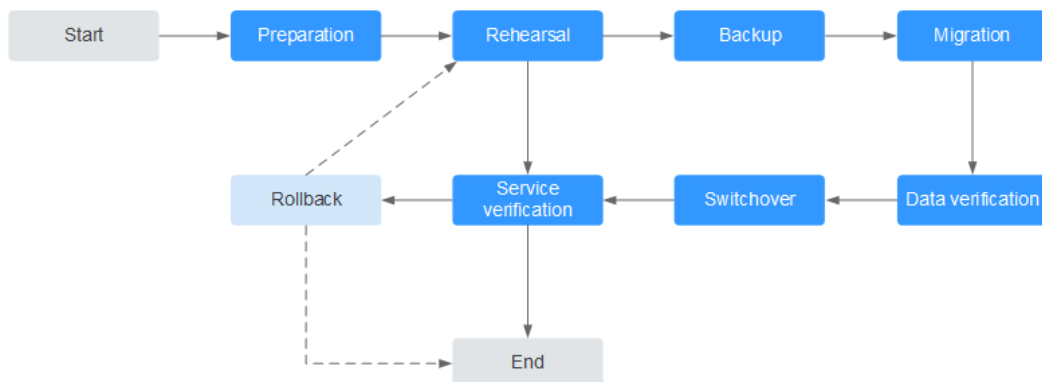 Start
Preparation
Rehearsal
Backup
Migration
Rollback
Service
verification
Switchover
Data verification
End